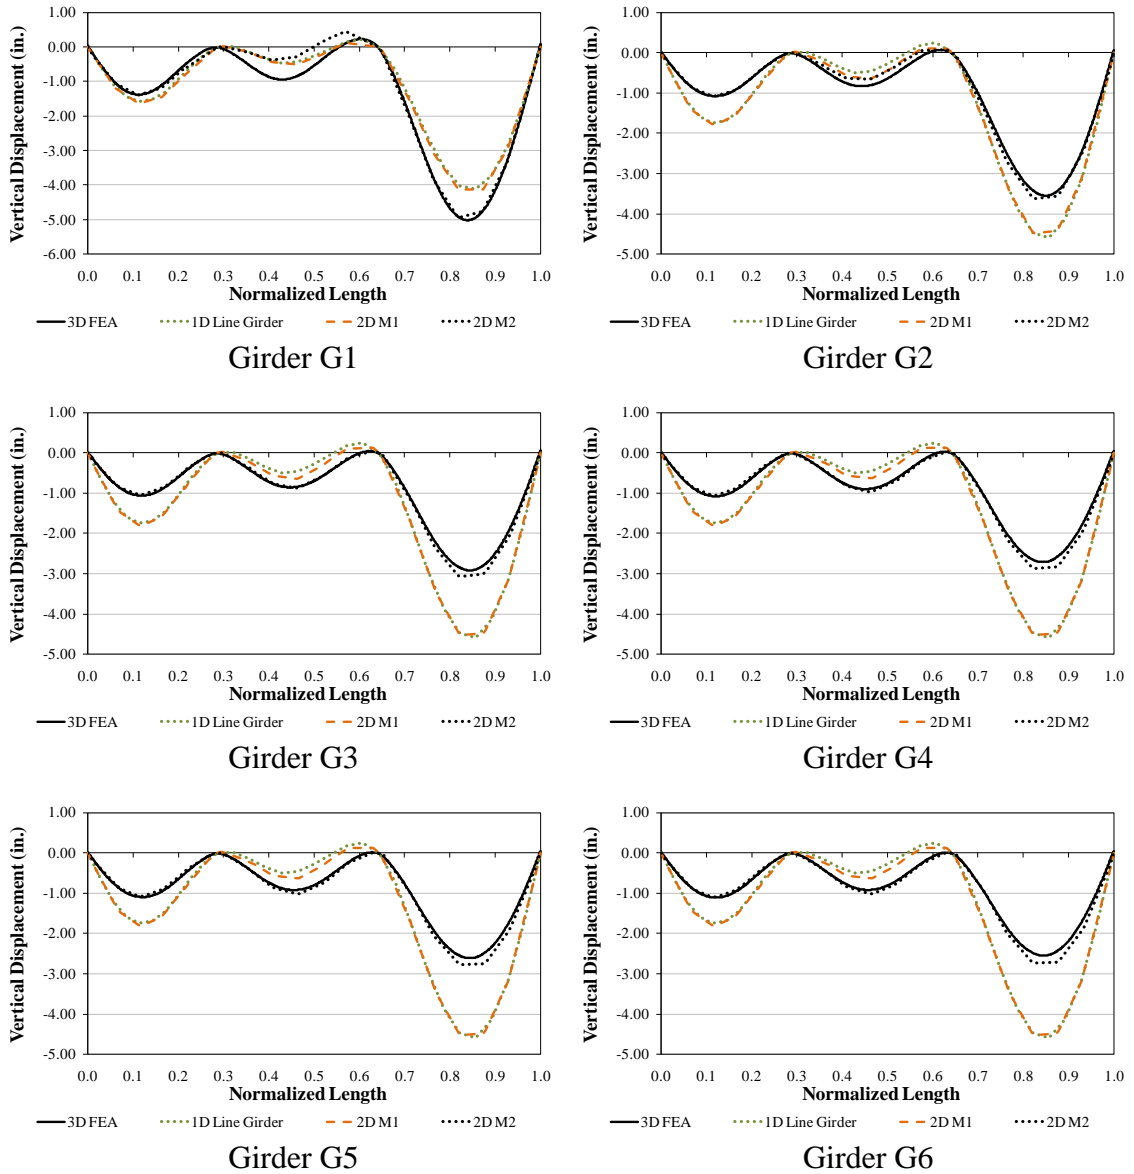 1.00
0.00
-1.00
-2.00
-3.00
-4.00
-5.00
-6.00
Vertical Displacement (in.)
0.0 0.1 0.2 0.3 0.4 0.5 0.6 0.7 0.8 0.9 1.0
Normalized Length
3D FEA 1D Line Girder 2D M1 2D M2
Girder G1
1.00
0.00
-1.00
-2.00
-3.00
-4.00
-5.00
Vertical Displacement (in.)
0.0 0.1 0.2 0.3 0.4 0.5 0.6 0.7 0.8 0.9 1.0
Normalized Length
3D FEA 1D Line Girder 2D M1 2D M2
Girder G2
1.00
0.00
-1.00
-2.00
-3.00
-4.00
-5.00
Vertical Displacement (in.)
0.0 0.1 0.2 0.3 0.4 0.5 0.6 0.7 0.8 0.9 1.0
Normalized Length
3D FEA 1D Line Girder 2D M1 2D M2
Girder G3
1.00
0.00
-1.00
-2.00
-3.00
-4.00
-5.00
Vertical Displacement (in.)
0.0 0.1 0.2 0.3 0.4 0.5 0.6 0.7 0.8 0.9 1.0
Normalized Length
3D FEA 1D Line Girder 2D M1 2D M2
Girder G4
1.00
0.00
-1.00
-2.00
-3.00
-4.00
-5.00
Vertical Displacement (in.)
0.0 0.1 0.2 0.3 0.4 0.5 0.6 0.7 0.8 0.9 1.0
Normalized Length
3D FEA 1D Line Girder 2D M1 2D M2
Girder G5
1.00
0.00
-1.00
-2.00
-3.00
-4.00
-5.00
Vertical Displacement (in.)
0.0 0.1 0.2 0.3 0.4 0.5 0.6 0.7 0.8 0.9 1.0
Normalized Length
3D FEA 1D Line Girder 2D M1 2D M2
Girder G6